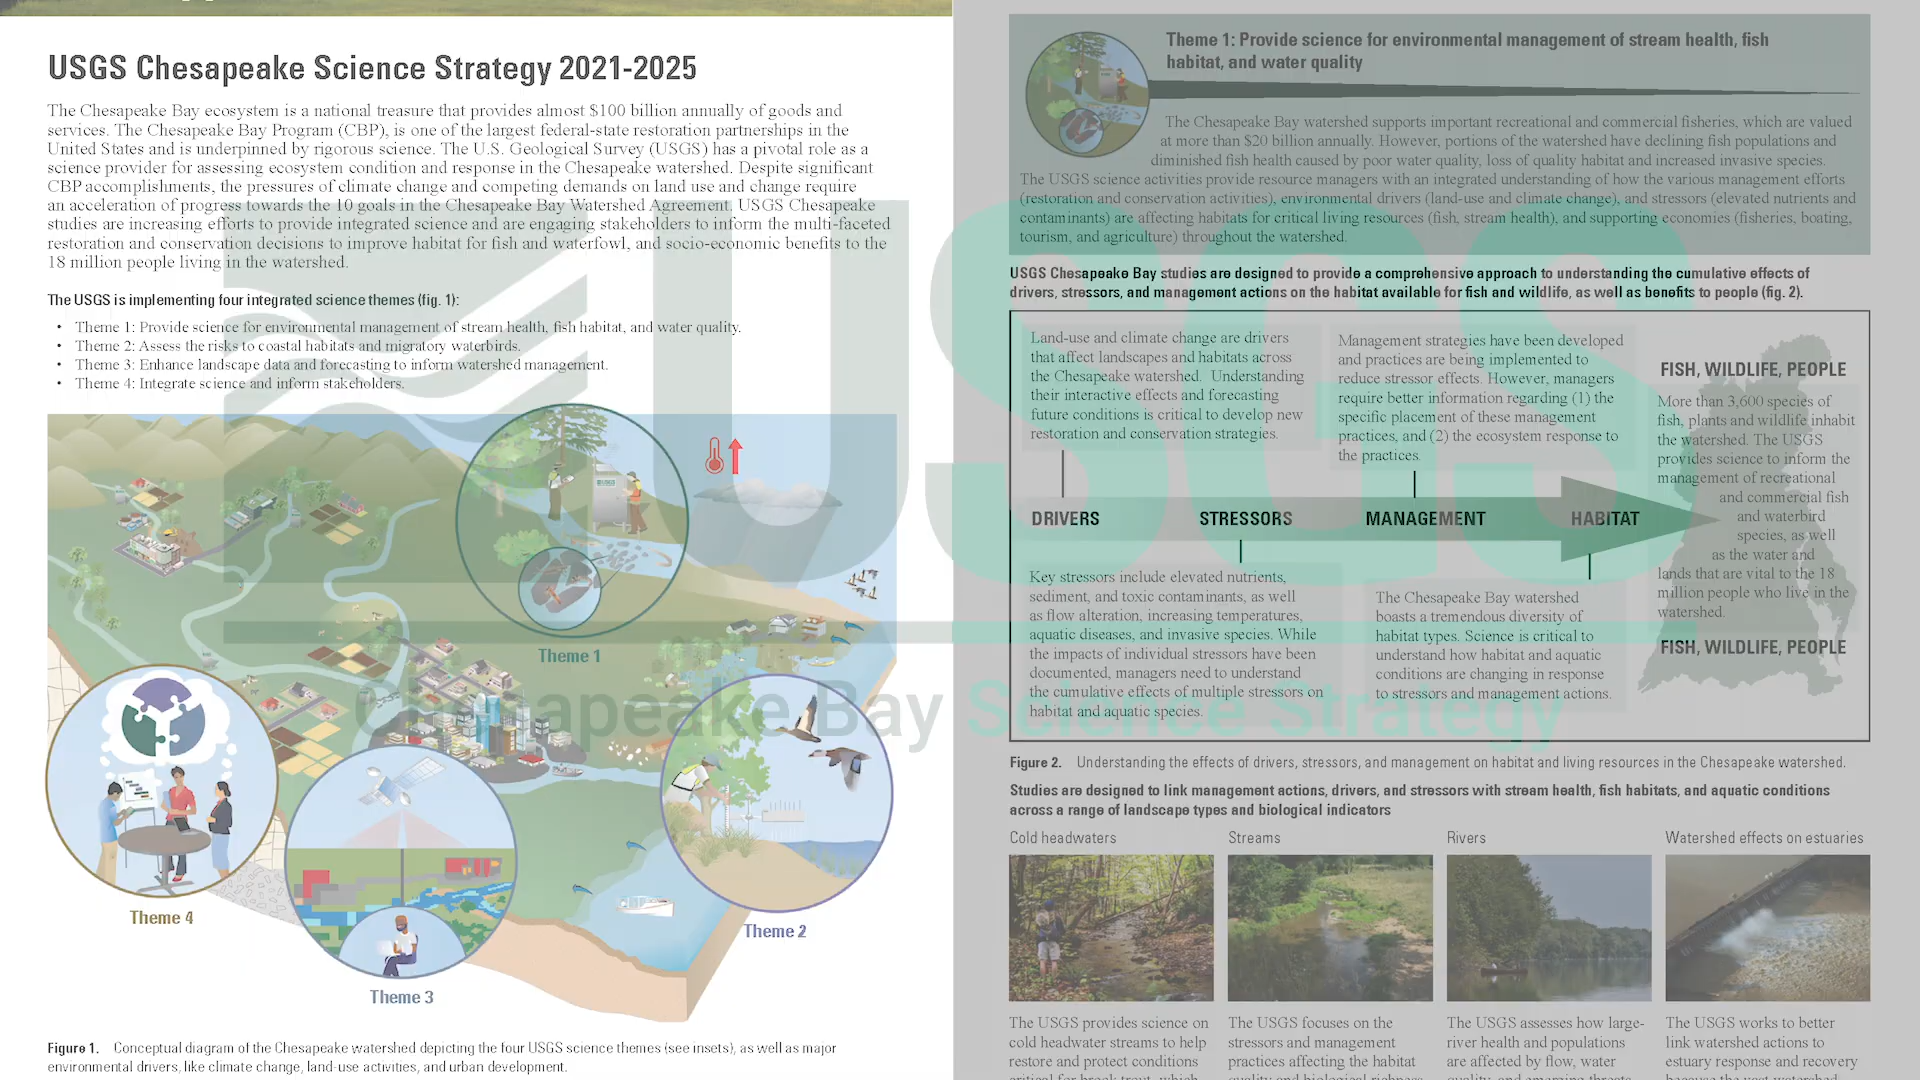 USGS Chesapeake Science Strategy 2021-2025
The Chesapeake Bay ecosystem is a national treasure that provides almost $100 billion annually of goods and
services. The Chesapeake Bay Program (CBP), is one of the largest federal-state restoration partnerships in the
United States and is underpinned by rigorous science. The U.S. Geological Survey (USGS) has a pivotal role as a
science provider for assessing ecosystem condition and response in the Chesapeake watershed. Despite significant
CBP accomplishments, the pressures of climate change and competing demands on land use and change require
an acceleration of progress towards the 10 goals in the Chesapeake Bay Watershed Agreement. USGS Chesapeake
studies are increasing efforts to provide integrated science and are engaging stakeholders to inform the multi-faceted
restoration and conservation decisions to improve habitat for fish and waterfowl, and socio-economic benefits to the
18 million people living in the watershed.
The USGS is implementing four integrated science themes (fig. 1):
• Theme 1: Provide science for environmental management of stream health, fish habitat, and water quality.
• Theme 2: Assess the risks to coastal habitats and migratory waterbirds.
• Theme 3: Enhance landscape data and forecasting to inform watershed management.
• Theme 4: Integrate science and inform stakeholders.
Theme 1
Theme 4
Theme 2
Theme 3
Figure 1. Conceptual diagram of the Chesapeake watershed depicting the four USGS science themes (see insets), as well as major
environmental drivers, like climate change, land-use activities, and urban development.
USGS
Chesapeake Bay Science Strategy
Theme 1: Provide science for environmental management of stream health, fish
habitat, and water quality
The Chesapeake Bay watershed supports important recreational and commercial fisheries, which are valued
at more than $20 billion annually. However, portions of the watershed have declining fish populations and
diminished fish health caused by poor water quality, loss of quality habitat and increased invasive species.
The USGS science activities provide resource managers with an integrated understanding of how the various management efforts
(restoration and conservation activities), environmental drivers (land-use and climate change), and stressors (elevated nutrients and
contaminants) are affecting habitats for critical living resources (fish, stream health), and supporting economies (fisheries, boating,
tourism, and agriculture) throughout the watershed.
USGS Chesapeake Bay studies are designed to provide a comprehensive approach to understanding the cumulative effects of
drivers, stressors, and management actions on the habitat available for fish and wildlife, as well as benefits to people (fig. 2).
Land-use and climate change are drivers
that affect landscapes and habitats across
the Chesapeake watershed. Understanding
their interactive effects and forecasting
future conditions is critical to develop new
restoration and conservation strategies.
Management strategies have been developed
and practices are being implemented to
reduce stressor effects. However, managers
require better information regarding (1) the
specific placement of these management
practices, and (2) the ecosystem response to
the practices.
FISH, WILDLIFE, PEOPLE
More than 3,600 species of
fish, plants and wildlife inhabit
the watershed. The USGS
provides science to inform the
management of recreational
and commercial fish
and waterbird
species, as well
as the water and
lands that are vital to the 18
million people who live in the
watershed.
FISH, WILDLIFE, PEOPLE
DRIVERS
STRESSORS
MANAGEMENT
HABITAT
Key stressors include elevated nutrients,
sediment, and toxic contaminants, as well
as flow alteration, increasing temperatures,
aquatic diseases, and invasive species. While
the impacts of individual stressors have been
documented, managers need to understand
the cumulative effects of multiple stressors on
habitat and aquatic species.
The Chesapeake Bay watershed
boasts a tremendous diversity of
habitat types. Science is critical to
understand how habitat and aquatic
conditions are changing in response
to stressors and management actions.
Figure 2. Understanding the effects of drivers, stressors, and management on habitat and living resources in the Chesapeake watershed.
Studies are designed to link management actions, drivers, and stressors with stream health, fish habitats, and aquatic conditions
across a range of landscape types and biological indicators
Cold headwaters
Streams
Rivers
Watershed effects on estuaries
The USGS provides science on
cold headwater streams to help
restore and protect conditions
critical for brook trout, which
The USGS focuses on the
stressors and management
practices affecting the habitat
quality and biological richness
The USGS assesses how large-
river health and populations
are affected by flow, water
quality, and emerging threats
The USGS works to better
link watershed actions to
estuary response and recovery
because the vast watershed